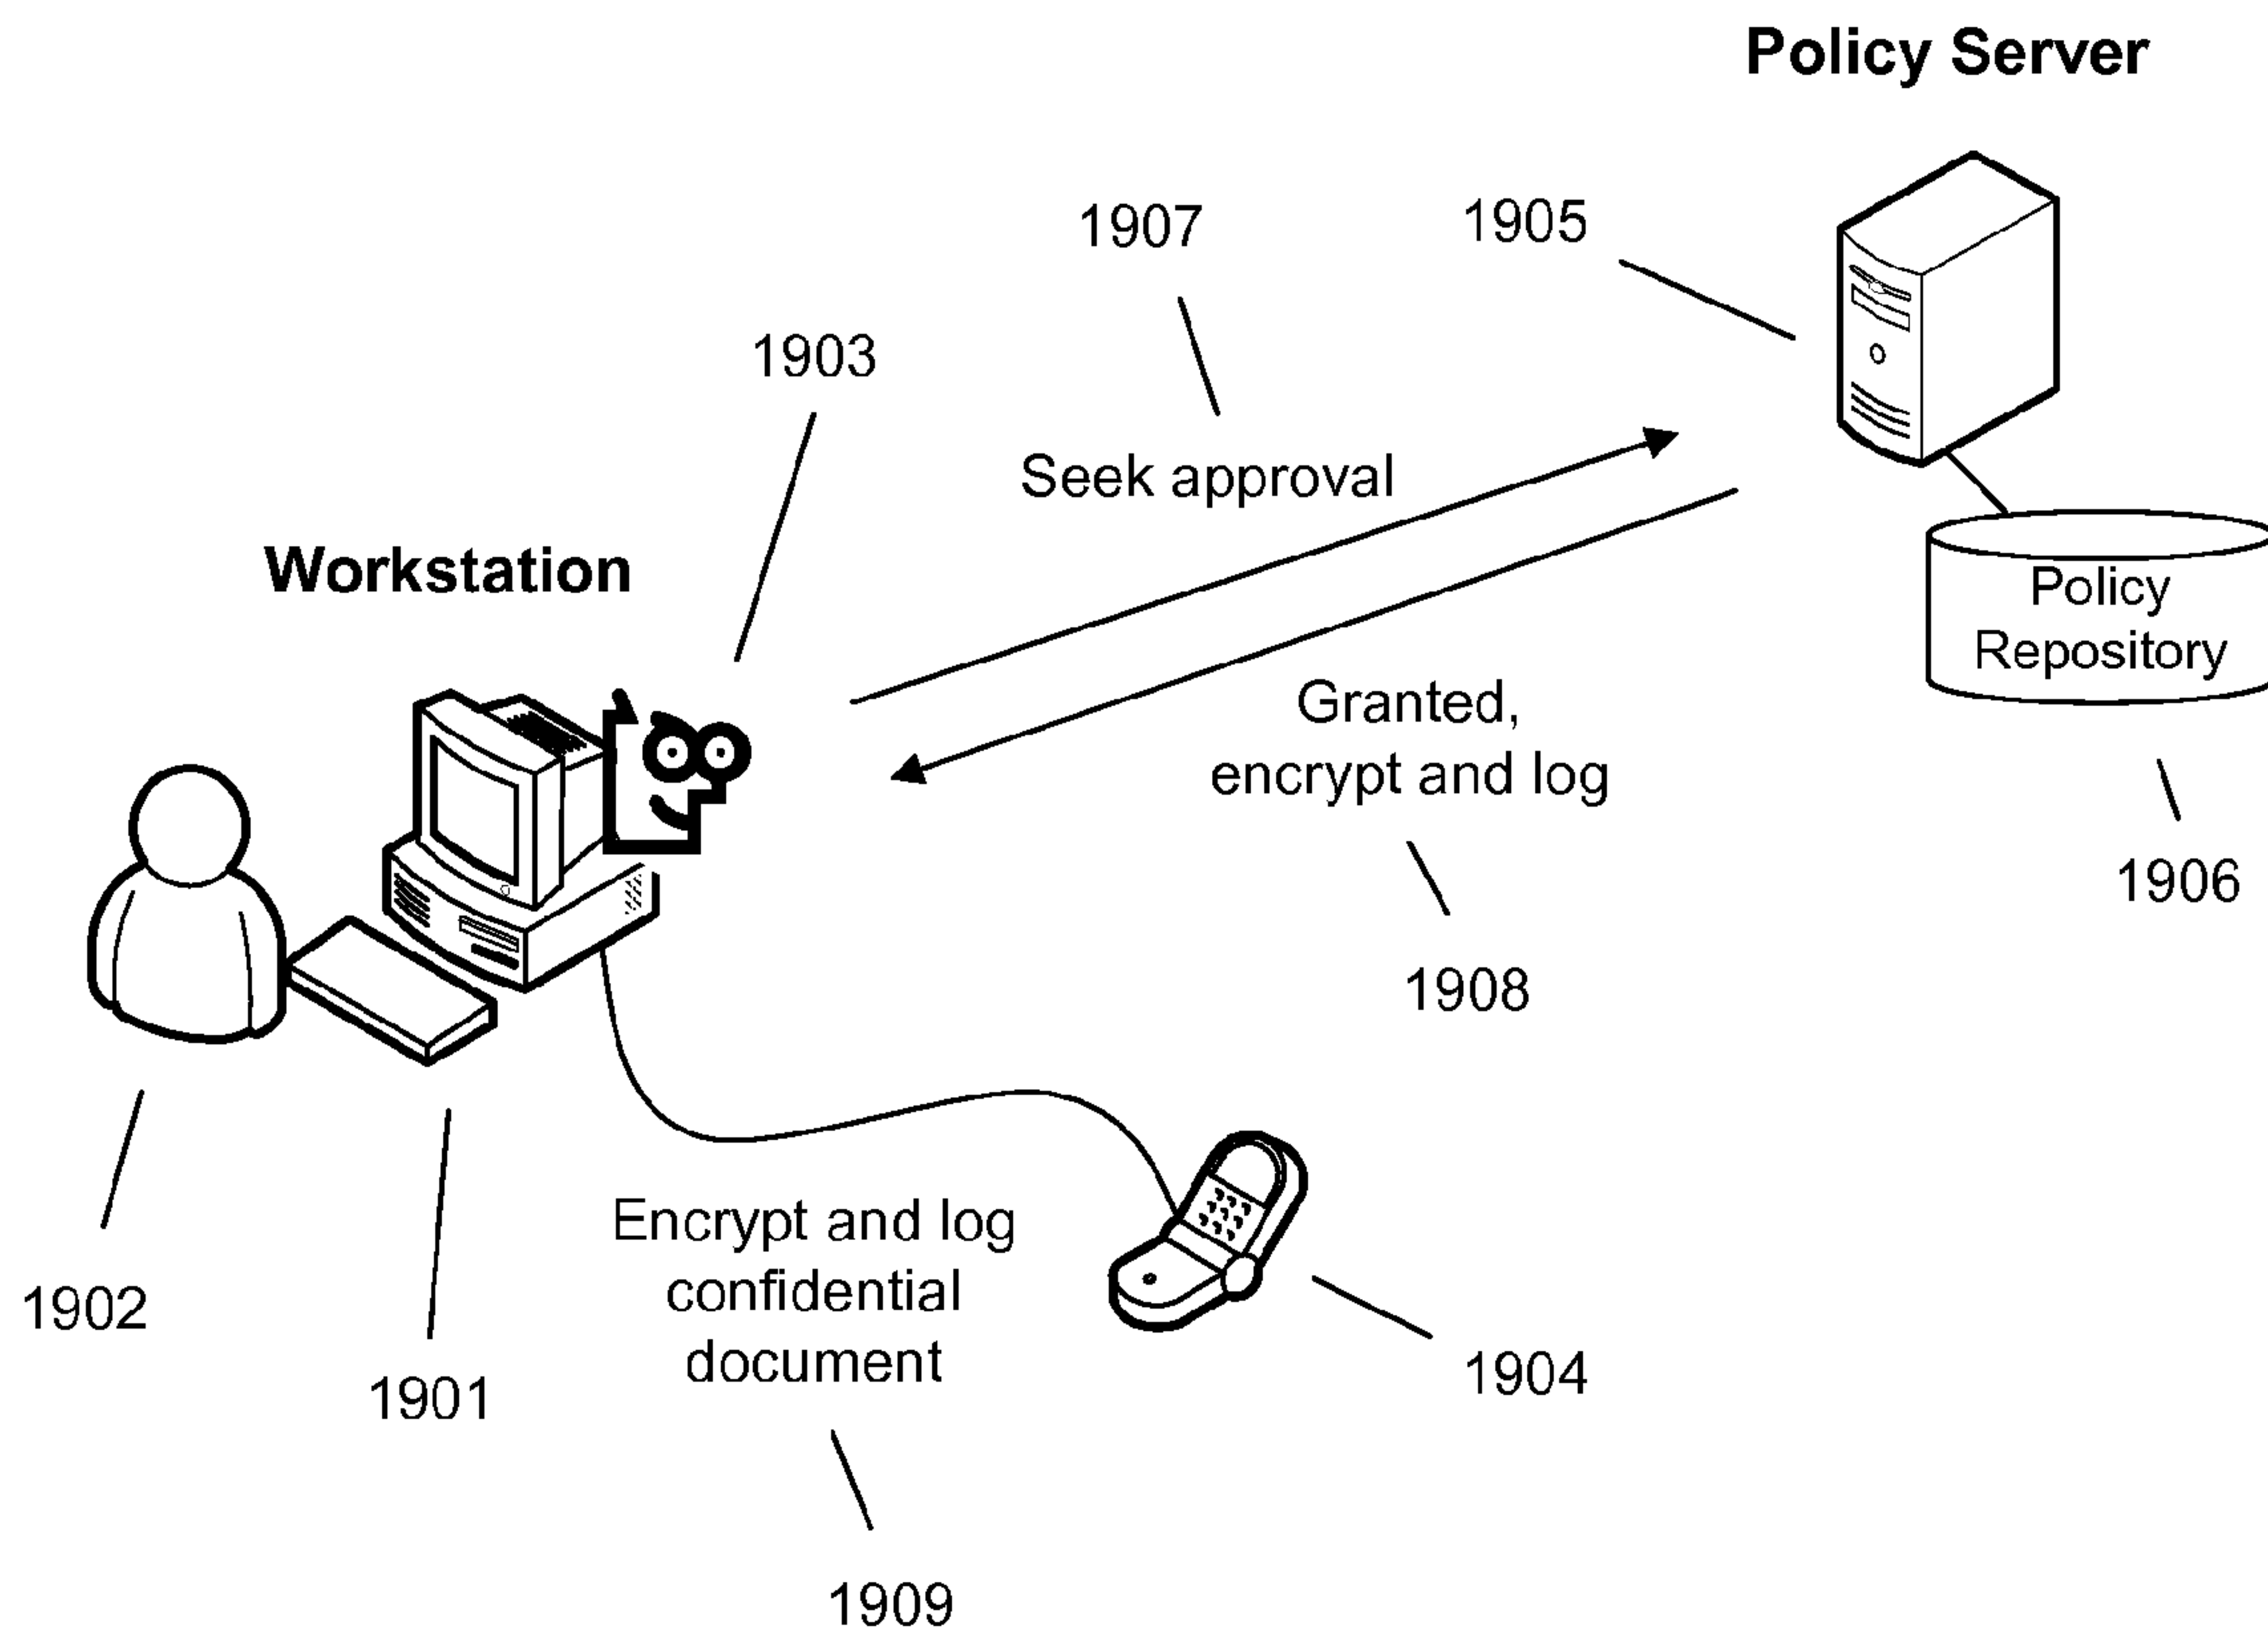 Policy Server
1907
1905
1903
Seek approval
Workstation
Policy
Repository
Granted,
encrypt and log
1906
1908
Encrypt and log
confidential
document
1902
1901
1904
1909